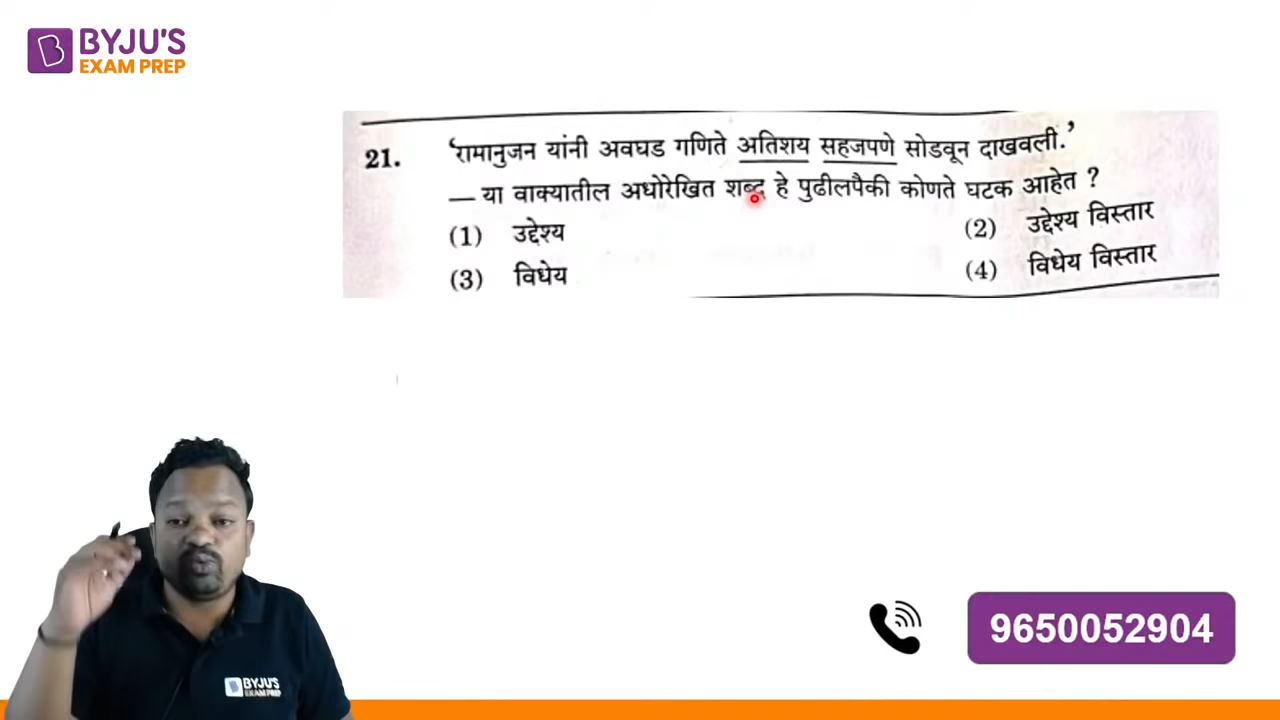 BYJU'S
EXAM PREP
21. 'रामानुजन यांनी अवघड गणिते अतिशय सहजपणे सोडवून दाखवली.'
— या वाक्यातील अधोरेखित शब्द हे पुढीलपैकी कोणते घटक आहेत ?
(1) उद्देश्य (2) उद्देश्य विस्तार
(3) विधेय (4) विधेय विस्तार
BYJU'S
EXAM PREP
9650052904